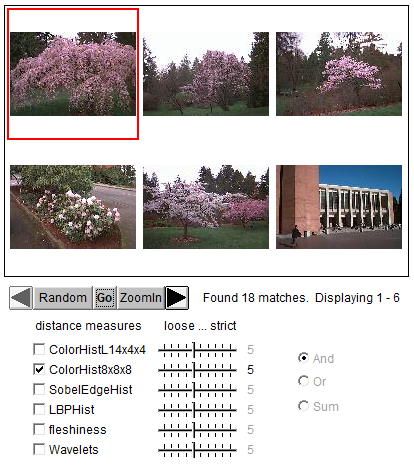 Random Go ZoomIn Found 18 matches. Displaying 1 - 6
distance measures loose ... strict
ColorHistL14x4x4 5
ColorHist8x8x8 5 And
SobelEdgeHist 5 Or
LBPHist 5 Sum
fleshiness 5
Wavelets 5